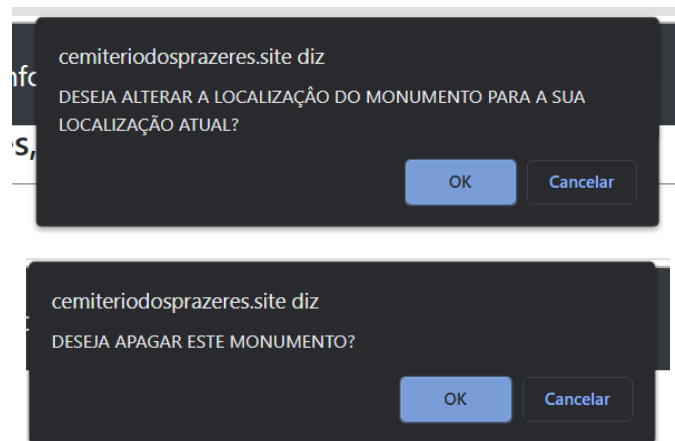 cemiteriodosprazeres.site diz
nfo
DESEJA ALTERAR A LOCALIZAÇÂO DO MONUMENTO PARA A SUA
LOCALIZAÇÃO ATUAL?
s,
OK Cancelar
cemiteriodosprazeres.site diz
DESEJA APAGAR ESTE MONUMENTO?
OK Cancelar